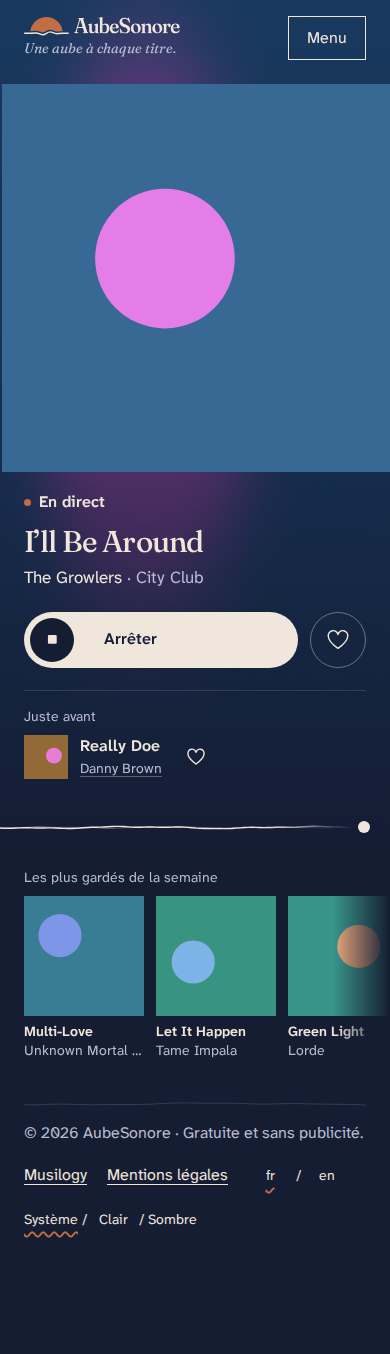 AubeSonore
Une aube à chaque titre.
Menu
En direct
I’ll Be Around
The Growlers · City Club
Arrêter
Juste avant
Really Doe
Danny Brown
Les plus gardés de la semaine
Multi-Love
Unknown Mortal …
Let It Happen
Tame Impala
Green Light
Lorde
© 2026 AubeSonore · Gratuite et sans publicité.
Musilogy Mentions légales fr / en
Système / Clair / Sombre